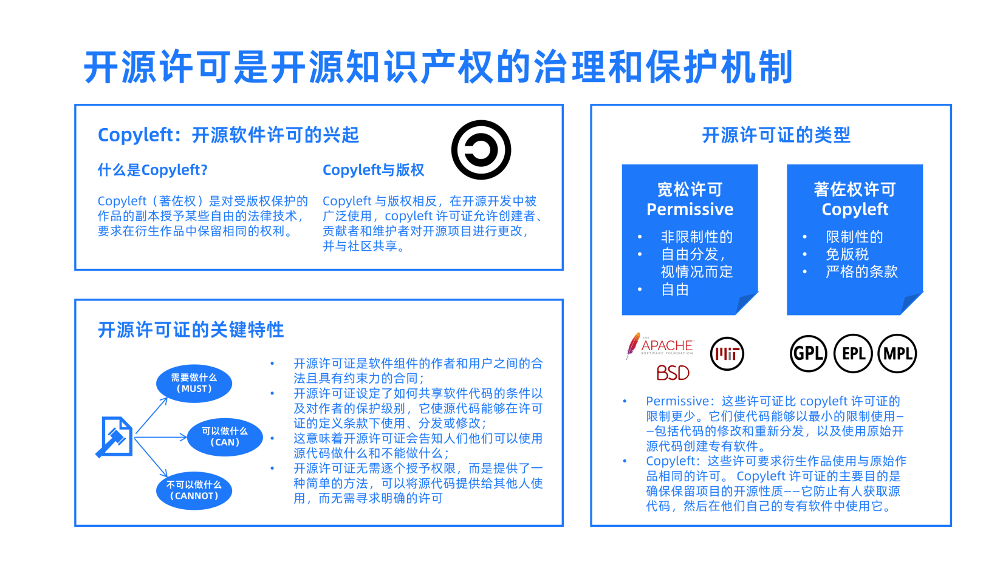 开源许可是开源知识产权的治理和保护机制
Copyleft：开源软件许可的兴起
什么是Copyleft?
Copyleft（著佐权）是对受版权保护的
作品的副本授予某些自由的法律技术，
要求在衍生作品中保留相同的权利。
Copyleft与版权
Copyleft 与版权相反，在开源开发中被
广泛使用，copyleft 许可证允许创建者、
贡献者和维护者对开源项目进行更改，
并与社区共享。
开源许可证的关键特性
需要做什么
（MUST）
可以做什么
（CAN）
不可以做什么
（CANNOT）
• 开源许可证是软件组件的作者和用户之间的合
法且具有约束力的合同；
• 开源许可证设定了如何共享软件代码的条件以
及对作者的保护级别，它使源代码能够在许可
证的定义条款下使用、分发或修改；
• 这意味着开源许可证会告知人们他们可以使用
源代码做什么和不能做什么；
• 开源许可证无需逐个授予权限，而是提供了一
种简单的方法，可以将源代码提供给其他人使
用，而无需寻求明确的许可
开源许可证的类型
宽松许可
Permissive
• 非限制性的
• 自由分发，
视情况而定
• 自由
著佐权许可
Copyleft
• 限制性的
• 免版税
• 严格的条款
THE
APACHE
SOFTWARE FOUNDATION
MIT
BSD
GPL
EPL
MPL
• Permissive：这些许可证比 copyleft 许可证的
限制更少。它们使代码能够以最小的限制使用—
—包括代码的修改和重新分发，以及使用原始开
源代码创建专有软件。
• Copyleft：这些许可要求衍生作品使用与原始作
品相同的许可。 Copyleft 许可证的主要目的是
确保保留项目的开源性质——它防止有人获取源
代码，然后在他们自己的专有软件中使用它。